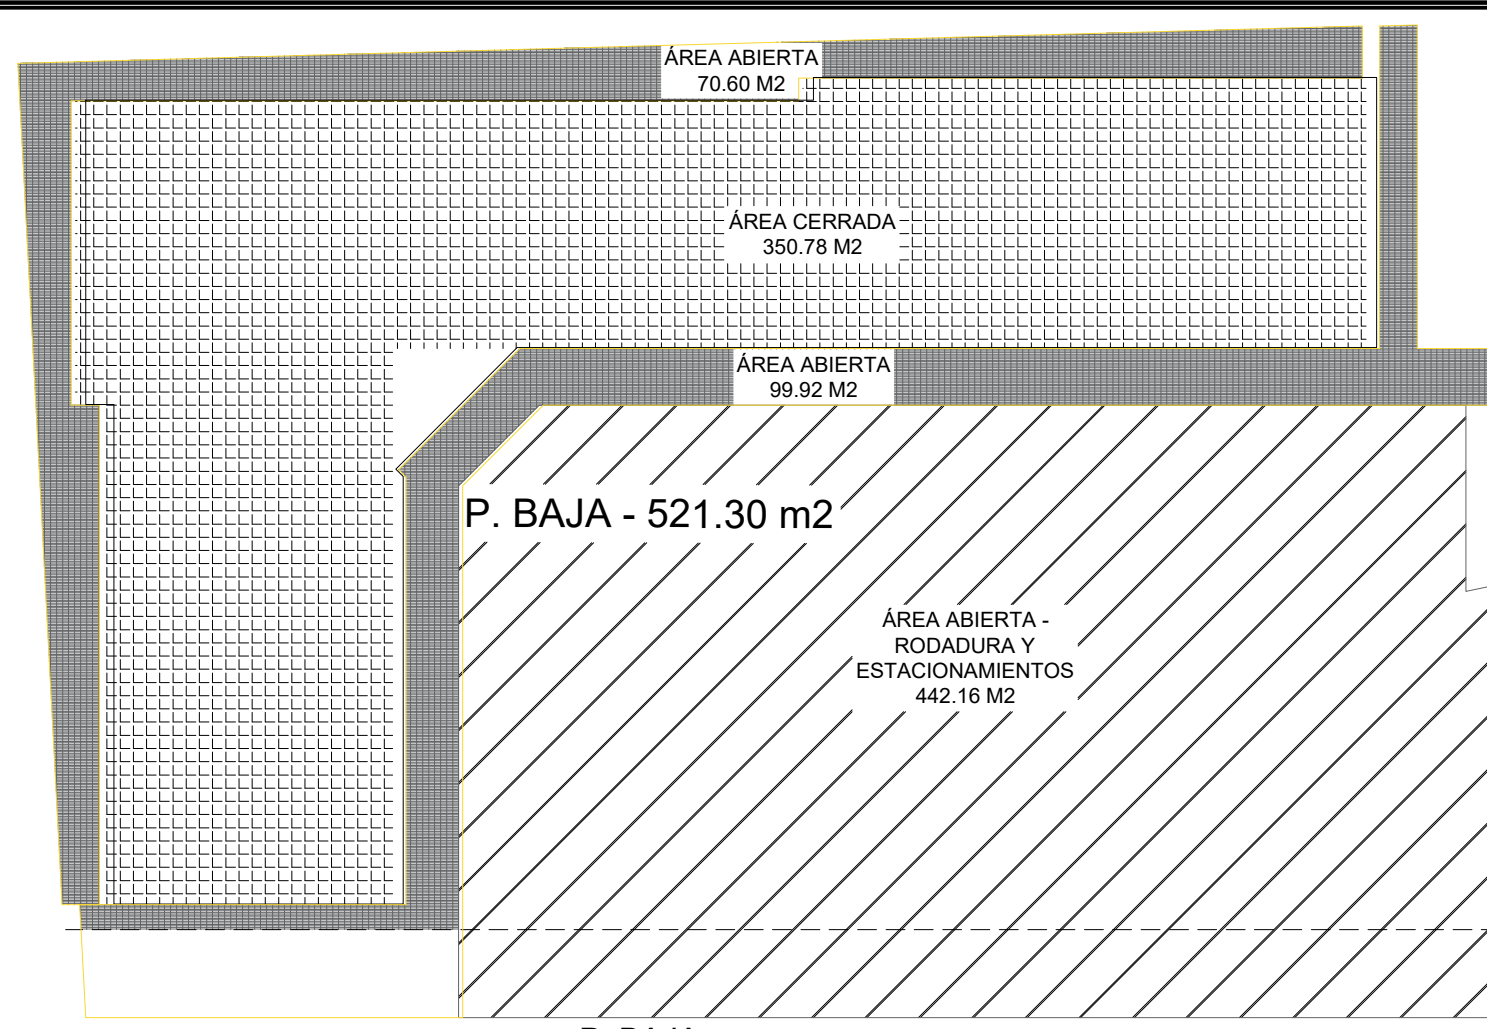 ÁREA ABIERTA
70.60 M2
ÁREA CERRADA
350.78 M2
ÁREA ABIERTA
99.92 M2
P. BAJA - 521.30 m2
ÁREA ABIERTA -
RODADURA Y
ESTACIONAMIENTOS
442.16 M2